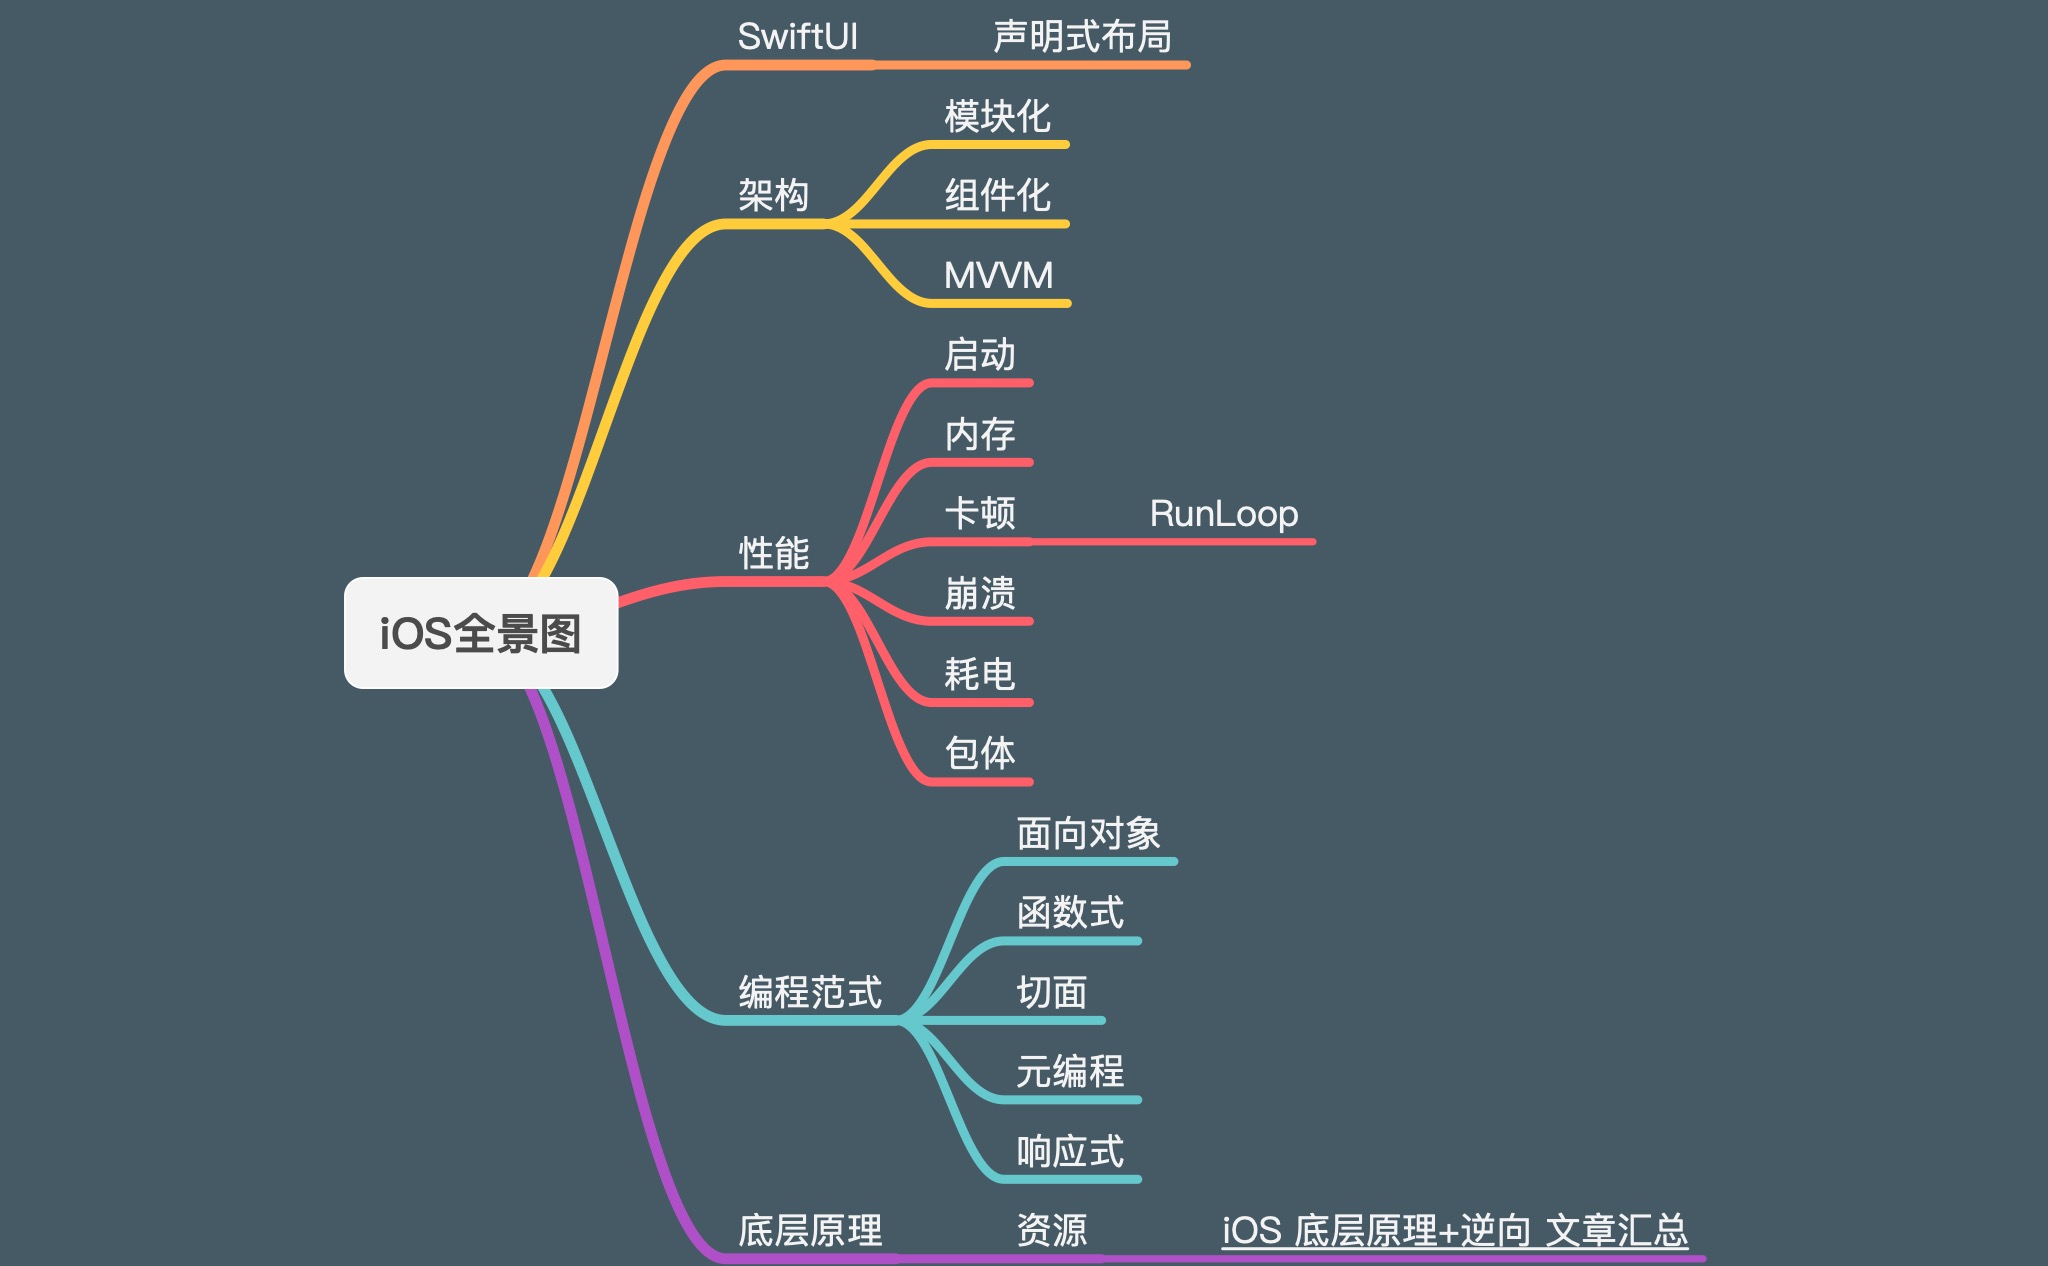 SwiftUI
声明式布局
架构
模块化
组件化
MVVM
性能
启动
内存
卡顿
RunLoop
崩溃
耗电
包体
iOS全景图
编程范式
面向对象
函数式
切面
元编程
响应式
底层原理
资源
iOS 底层原理+逆向 文章汇总